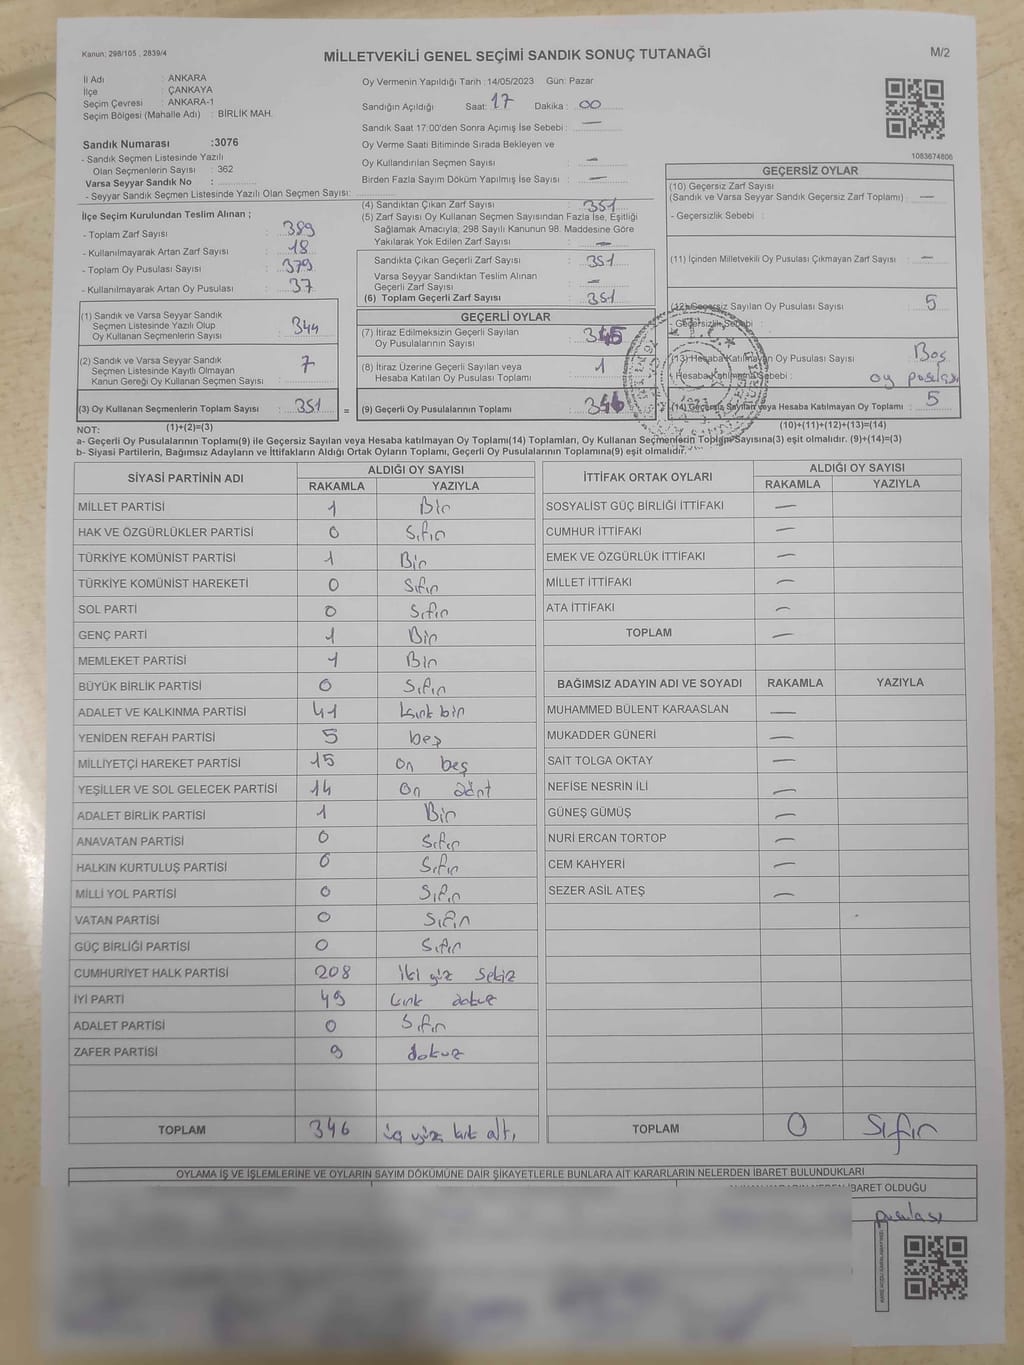 Kanun: 298/105 , 2839/4
MİLLETVEKİLİ GENEL SEÇİMİ SANDIK SONUÇ TUTANAĞI
M/2
İl Adı : ANKARA
İlçe : ÇANKAYA
Seçim Çevresi : ANKARA-1
Seçim Bölgesi (Mahalle Adı) : BİRLİK MAH.
Sandık Numarası :3076
- Sandık Seçmen Listesinde Yazılı
Olan Seçmenlerin Sayısı : 362
Varsa Seyyar Sandık No :
- Seyyar Sandık Seçmen Listesinde Yazılı Olan Seçmen Sayısı:
Oy Vermenin Yapıldığı Tarih :14/05/2023 Gün: Pazar
Sandığın Açıldığı Saat: 17 Dakika : 00
Sandık Saat 17:00'den Sonra Açımış İse Sebebi : —
Oy Verme Saati Bitiminde Sırada Bekleyen ve
Oy Kullandırılan Seçmen Sayısı : —
Birden Fazla Sayım Döküm Yapılmış İse Sayısı : —
1083674806
İlçe Seçim Kurulundan Teslim Alınan ;
- Toplam Zarf Sayısı : 389
- Kullanılmayarak Artan Zarf Sayısı : 18
- Toplam Oy Pusulası Sayısı : 379
- Kullanılmayarak Artan Oy Pusulası : 37
(1) Sandık ve Varsa Seyyar Sandık
Seçmen Listesinde Yazılı Olup
Oy Kullanan Seçmenlerin Sayısı : 344
(2) Sandık ve Varsa Seyyar Sandık
Seçmen Listesinde Kayıtlı Olmayan
Kanun Gereği Oy Kullanan Seçmen Sayısı : 7
(3) Oy Kullanan Seçmenlerin Toplam Sayısı : 351 =
(4) Sandıktan Çıkan Zarf Sayısı : 351
(5) Zarf Sayısı Oy Kullanan Seçmen Sayısından Fazla İse, Eşitliği
Sağlamak Amacıyla; 298 Sayılı Kanunun 98. Maddesine Göre
Yakılarak Yok Edilen Zarf Sayısı : —
Sandıkta Çıkan Geçerli Zarf Sayısı : 351
Varsa Seyyar Sandıktan Teslim Alınan
Geçerli Zarf Sayısı : —
(6) Toplam Geçerli Zarf Sayısı : 351
GEÇERLİ OYLAR
(7) İtiraz Edilmeksizin Geçerli Sayılan
Oy Pusulalarının Sayısı : 345
(8) İtiraz Üzerine Geçerli Sayılan veya
Hesaba Katılan Oy Pusulası Toplamı : 1
(9) Geçerli Oy Pusulalarının Toplamı : 346
GEÇERSİZ OYLAR
(10) Geçersiz Zarf Sayısı
(Sandık ve Varsa Seyyar Sandık Geçersiz Zarf Toplamı) : —
- Geçersizlik Sebebi :
(11) İçinden Milletvekili Oy Pusulası Çıkmayan Zarf Sayısı : —
(12) Geçersiz Sayılan Oy Pusulası Sayısı : 5
- Geçersizlik Sebebi :
(13) Hesaba Katılmayan Oy Pusulası Sayısı : Boş
- Hesaba Katılmama Sebebi : oy pusulası
(14) Geçersiz Sayılan veya Hesaba Katılmayan Oy Toplamı : 5
NOT: (1)+(2)=(3) (10)+(11)+(12)+(13)=(14)
a- Geçerli Oy Pusulalarının Toplamı(9) ile Geçersiz Sayılan veya Hesaba katılmayan Oy Toplamı(14) Toplamları, Oy Kullanan Seçmenlerin Toplam Sayısına(3) eşit olmalıdır. (9)+(14)=(3)
b- Siyasi Partilerin, Bağımsız Adayların ve İttifakların Aldığı Ortak Oyların Toplamı, Geçerli Oy Pusulalarının Toplamına(9) eşit olmalıdır.
SİYASİ PARTİNİN ADI ALDIĞI OY SAYISI
RAKAMLA YAZIYLA
MİLLET PARTİSİ 1 Bir
HAK VE ÖZGÜRLÜKLER PARTİSİ 0 Sıfır
TÜRKİYE KOMÜNİST PARTİSİ 1 Bir
TÜRKİYE KOMÜNİST HAREKETİ 0 Sıfır
SOL PARTİ 0 Sıfır
GENÇ PARTİ 1 Bir
MEMLEKET PARTİSİ 1 Bir
BÜYÜK BİRLİK PARTİSİ 0 Sıfır
ADALET VE KALKINMA PARTİSİ 41 kırk bir
YENİDEN REFAH PARTİSİ 5 beş
MİLLİYETÇİ HAREKET PARTİSİ 15 on beş
YEŞİLLER VE SOL GELECEK PARTİSİ 14 On dört
ADALET BİRLİK PARTİSİ 1 Bir
ANAVATAN PARTİSİ 0 Sıfır
HALKIN KURTULUŞ PARTİSİ 0 Sıfır
MİLLİ YOL PARTİSİ 0 Sıfır
VATAN PARTİSİ 0 Sıfır
GÜÇ BİRLİĞİ PARTİSİ 0 Sıfır
CUMHURİYET HALK PARTİSİ 208 iki yüz sekiz
İYİ PARTİ 49 kırk dokuz
ADALET PARTİSİ 0 Sıfır
ZAFER PARTİSİ 9 dokuz
TOPLAM 346 üç yüz kırk altı
İTTİFAK ORTAK OYLARI ALDIĞI OY SAYISI
RAKAMLA YAZIYLA
SOSYALİST GÜÇ BİRLİĞİ İTTİFAKI —
CUMHUR İTTİFAKI —
EMEK VE ÖZGÜRLÜK İTTİFAKI —
MİLLET İTTİFAKI —
ATA İTTİFAKI —
TOPLAM —
BAĞIMSIZ ADAYIN ADI VE SOYADI RAKAMLA YAZIYLA
MUHAMMED BÜLENT KARAASLAN —
MUKADDER GÜNERİ —
SAİT TOLGA OKTAY —
NEFİSE NESRİN İLİ —
GÜNEŞ GÜMÜŞ —
NURİ ERCAN TORTOP —
CEM KAHYERİ —
SEZER ASİL ATEŞ —
TOPLAM 0 Sıfır
OYLAMA İŞ VE İŞLEMLERİNE VE OYLARIN SAYIM DÖKÜMÜNE DAİR ŞİKAYETLERLE BUNLARA AİT KARARLARIN NELERDEN İBARET BULUNDUKLARI
İBARET OLDUĞU
pusulası